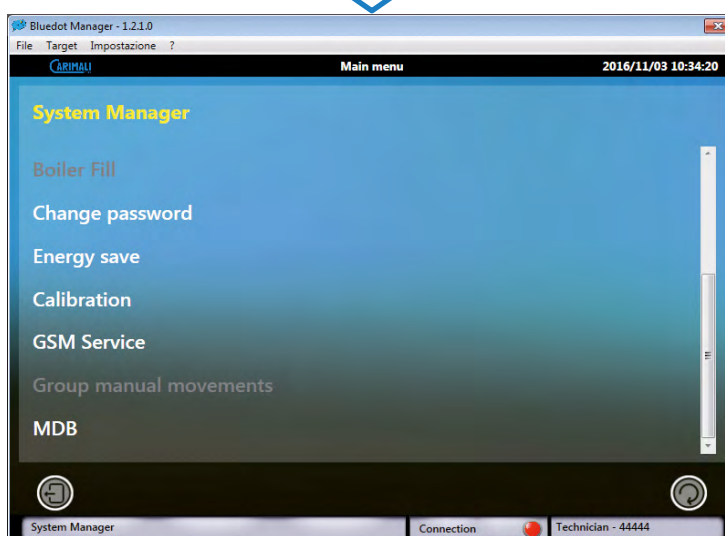 Bluedot Manager - 1.2.1.0
File Target Impostazione ?
CARIMALI Main menu 2016/11/03 10:34:20
System Manager
Boiler Fill
Change password
Energy save
Calibration
GSM Service
Group manual movements
MDB
System Manager Connection Technician - 44444